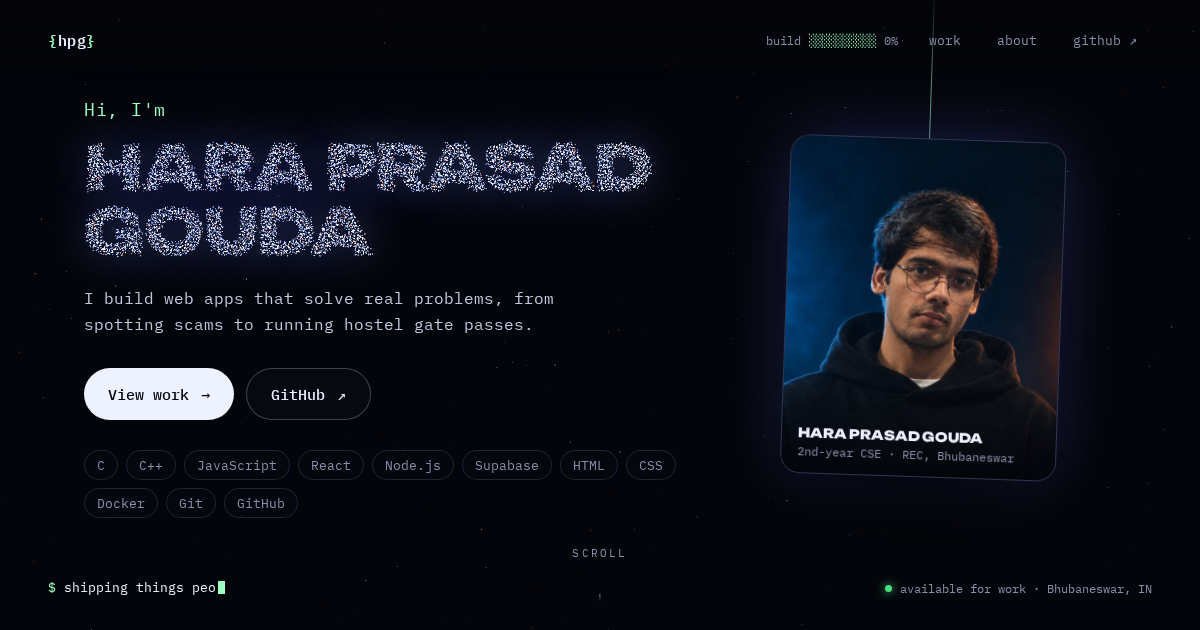 {hpg}
build ░░░░░░░░░░ 0%
work
about
github ↗
Hi, I'm
HARA PRASAD
GOUDA
I build web apps that solve real problems, from
spotting scams to running hostel gate passes.
View work →
GitHub ↗
C
C++
JavaScript
React
Node.js
Supabase
HTML
CSS
Docker
Git
GitHub
HARA PRASAD GOUDA
2nd-year CSE · REC, Bhubaneswar
SCROLL
$ shipping things peo
available for work · Bhubaneswar, IN